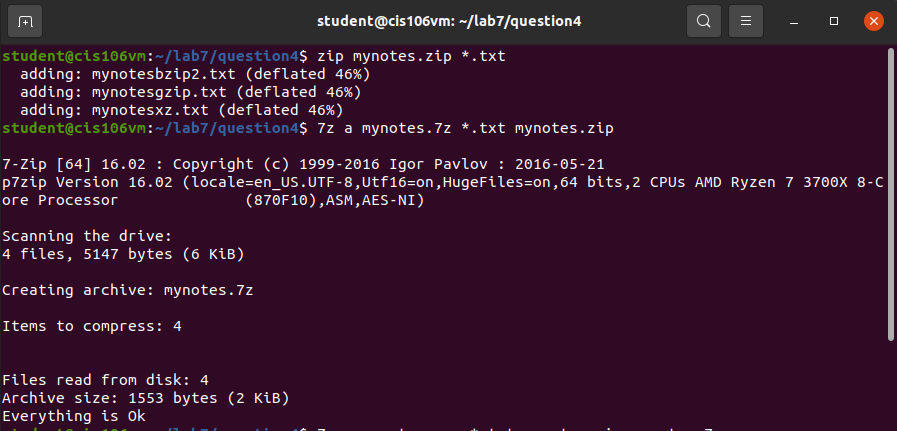 student@cis106vm: ~/lab7/question4
student@cis106vm:~/lab7/question4$ zip mynotes.zip *.txt
  adding: mynotesbzip2.txt (deflated 46%)
  adding: mynotesgzip.txt (deflated 46%)
  adding: mynotesxz.txt (deflated 46%)
student@cis106vm:~/lab7/question4$ 7z a mynotes.7z *.txt mynotes.zip
7-Zip [64] 16.02 : Copyright (c) 1999-2016 Igor Pavlov : 2016-05-21
p7zip Version 16.02 (locale=en_US.UTF-8,Utf16=on,HugeFiles=on,64 bits,2 CPUs AMD Ryzen 7 3700X 8-C
ore Processor              (870F10),ASM,AES-NI)
Scanning the drive:
4 files, 5147 bytes (6 KiB)
Creating archive: mynotes.7z
Items to compress: 4
Files read from disk: 4
Archive size: 1553 bytes (2 KiB)
Everything is Ok